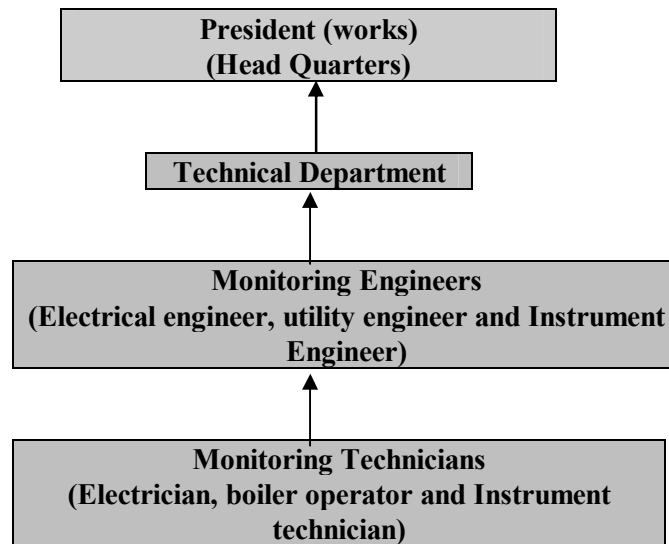 President (works)
(Head Quarters)
Technical Department
Monitoring Engineers
(Electrical engineer, utility engineer and Instrument
Engineer)
Monitoring Technicians
(Electrician, boiler operator and Instrument
technician)